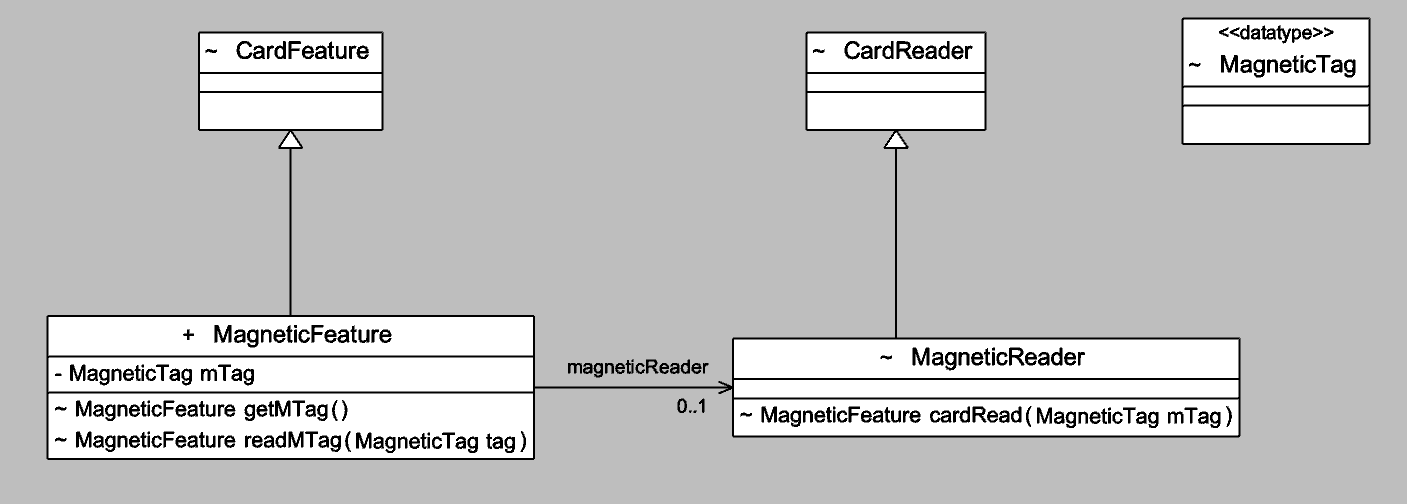 ~ CardFeature
~ CardReader
<<datatype>>
~ MagneticTag
+ MagneticFeature
- MagneticTag mTag
~ MagneticFeature getMTag()
~ MagneticFeature readMTag(MagneticTag tag)
magneticReader
0..1
~ MagneticReader
~ MagneticFeature cardRead(MagneticTag mTag)